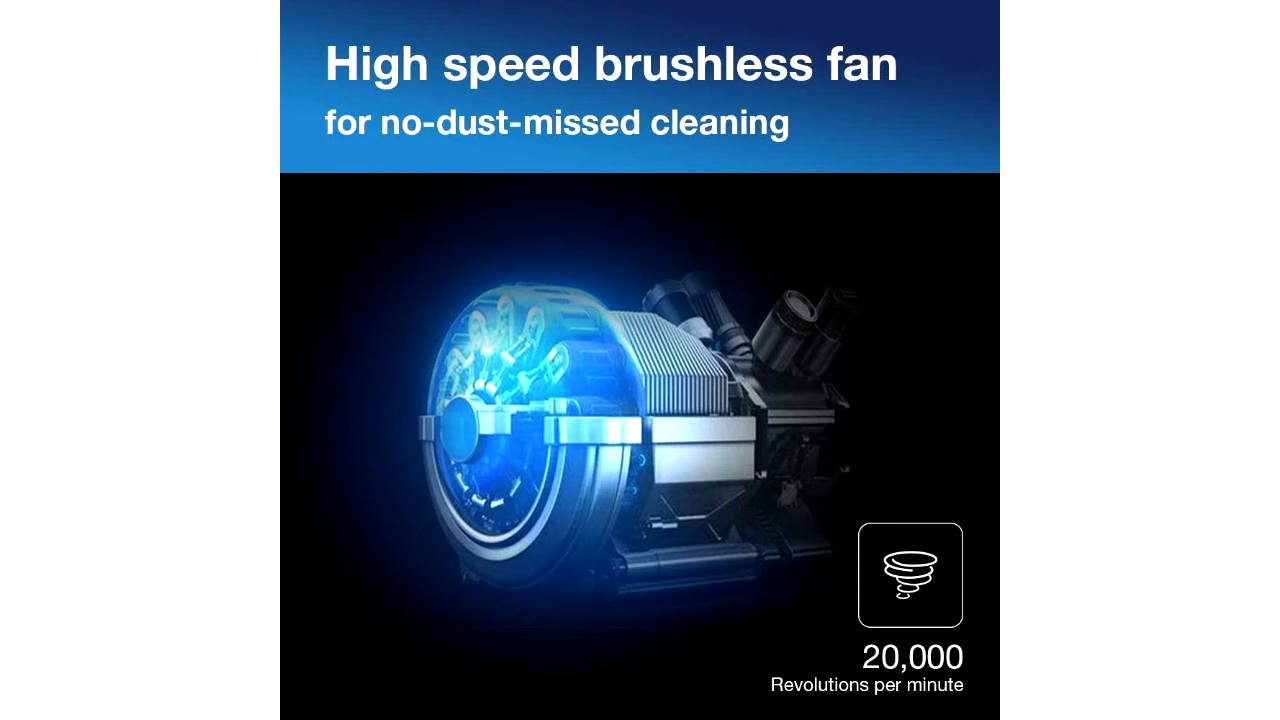 High speed brushless fan
for no-dust-missed cleaning
20,000
Revolutions per minute